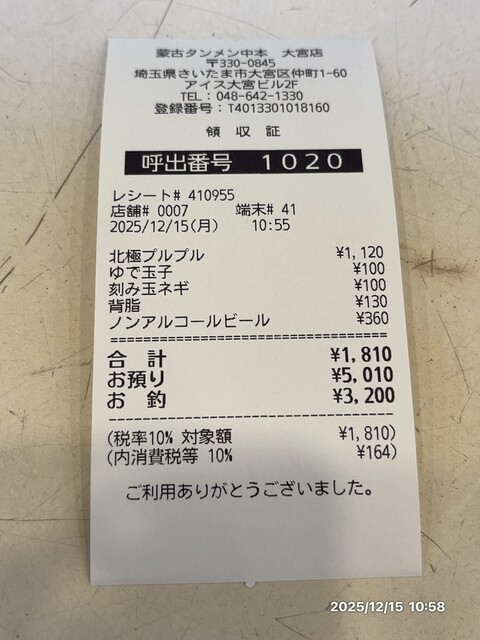 蒙古タンメン中本 大宮店
〒330-0845
埼玉県さいたま市大宮区仲町1-60
アイス大宮ビル2F
TEL：048-642-1330
登録番号：T4013301018160
領 収 証
呼出番号 1020
レシート# 410955
店舗# 0007 端末# 41
2025/12/15(月) 10:55
北極プルプル ¥1,120
ゆで玉子 ¥100
刻み玉ネギ ¥100
背脂 ¥130
ノンアルコールビール ¥360
合 計 ¥1,810
お預り ¥5,010
お 釣 ¥3,200
(税率10% 対象額 ¥1,810)
(内消費税等 10% ¥164)
ご利用ありがとうございました。
2025/12/15 10:58